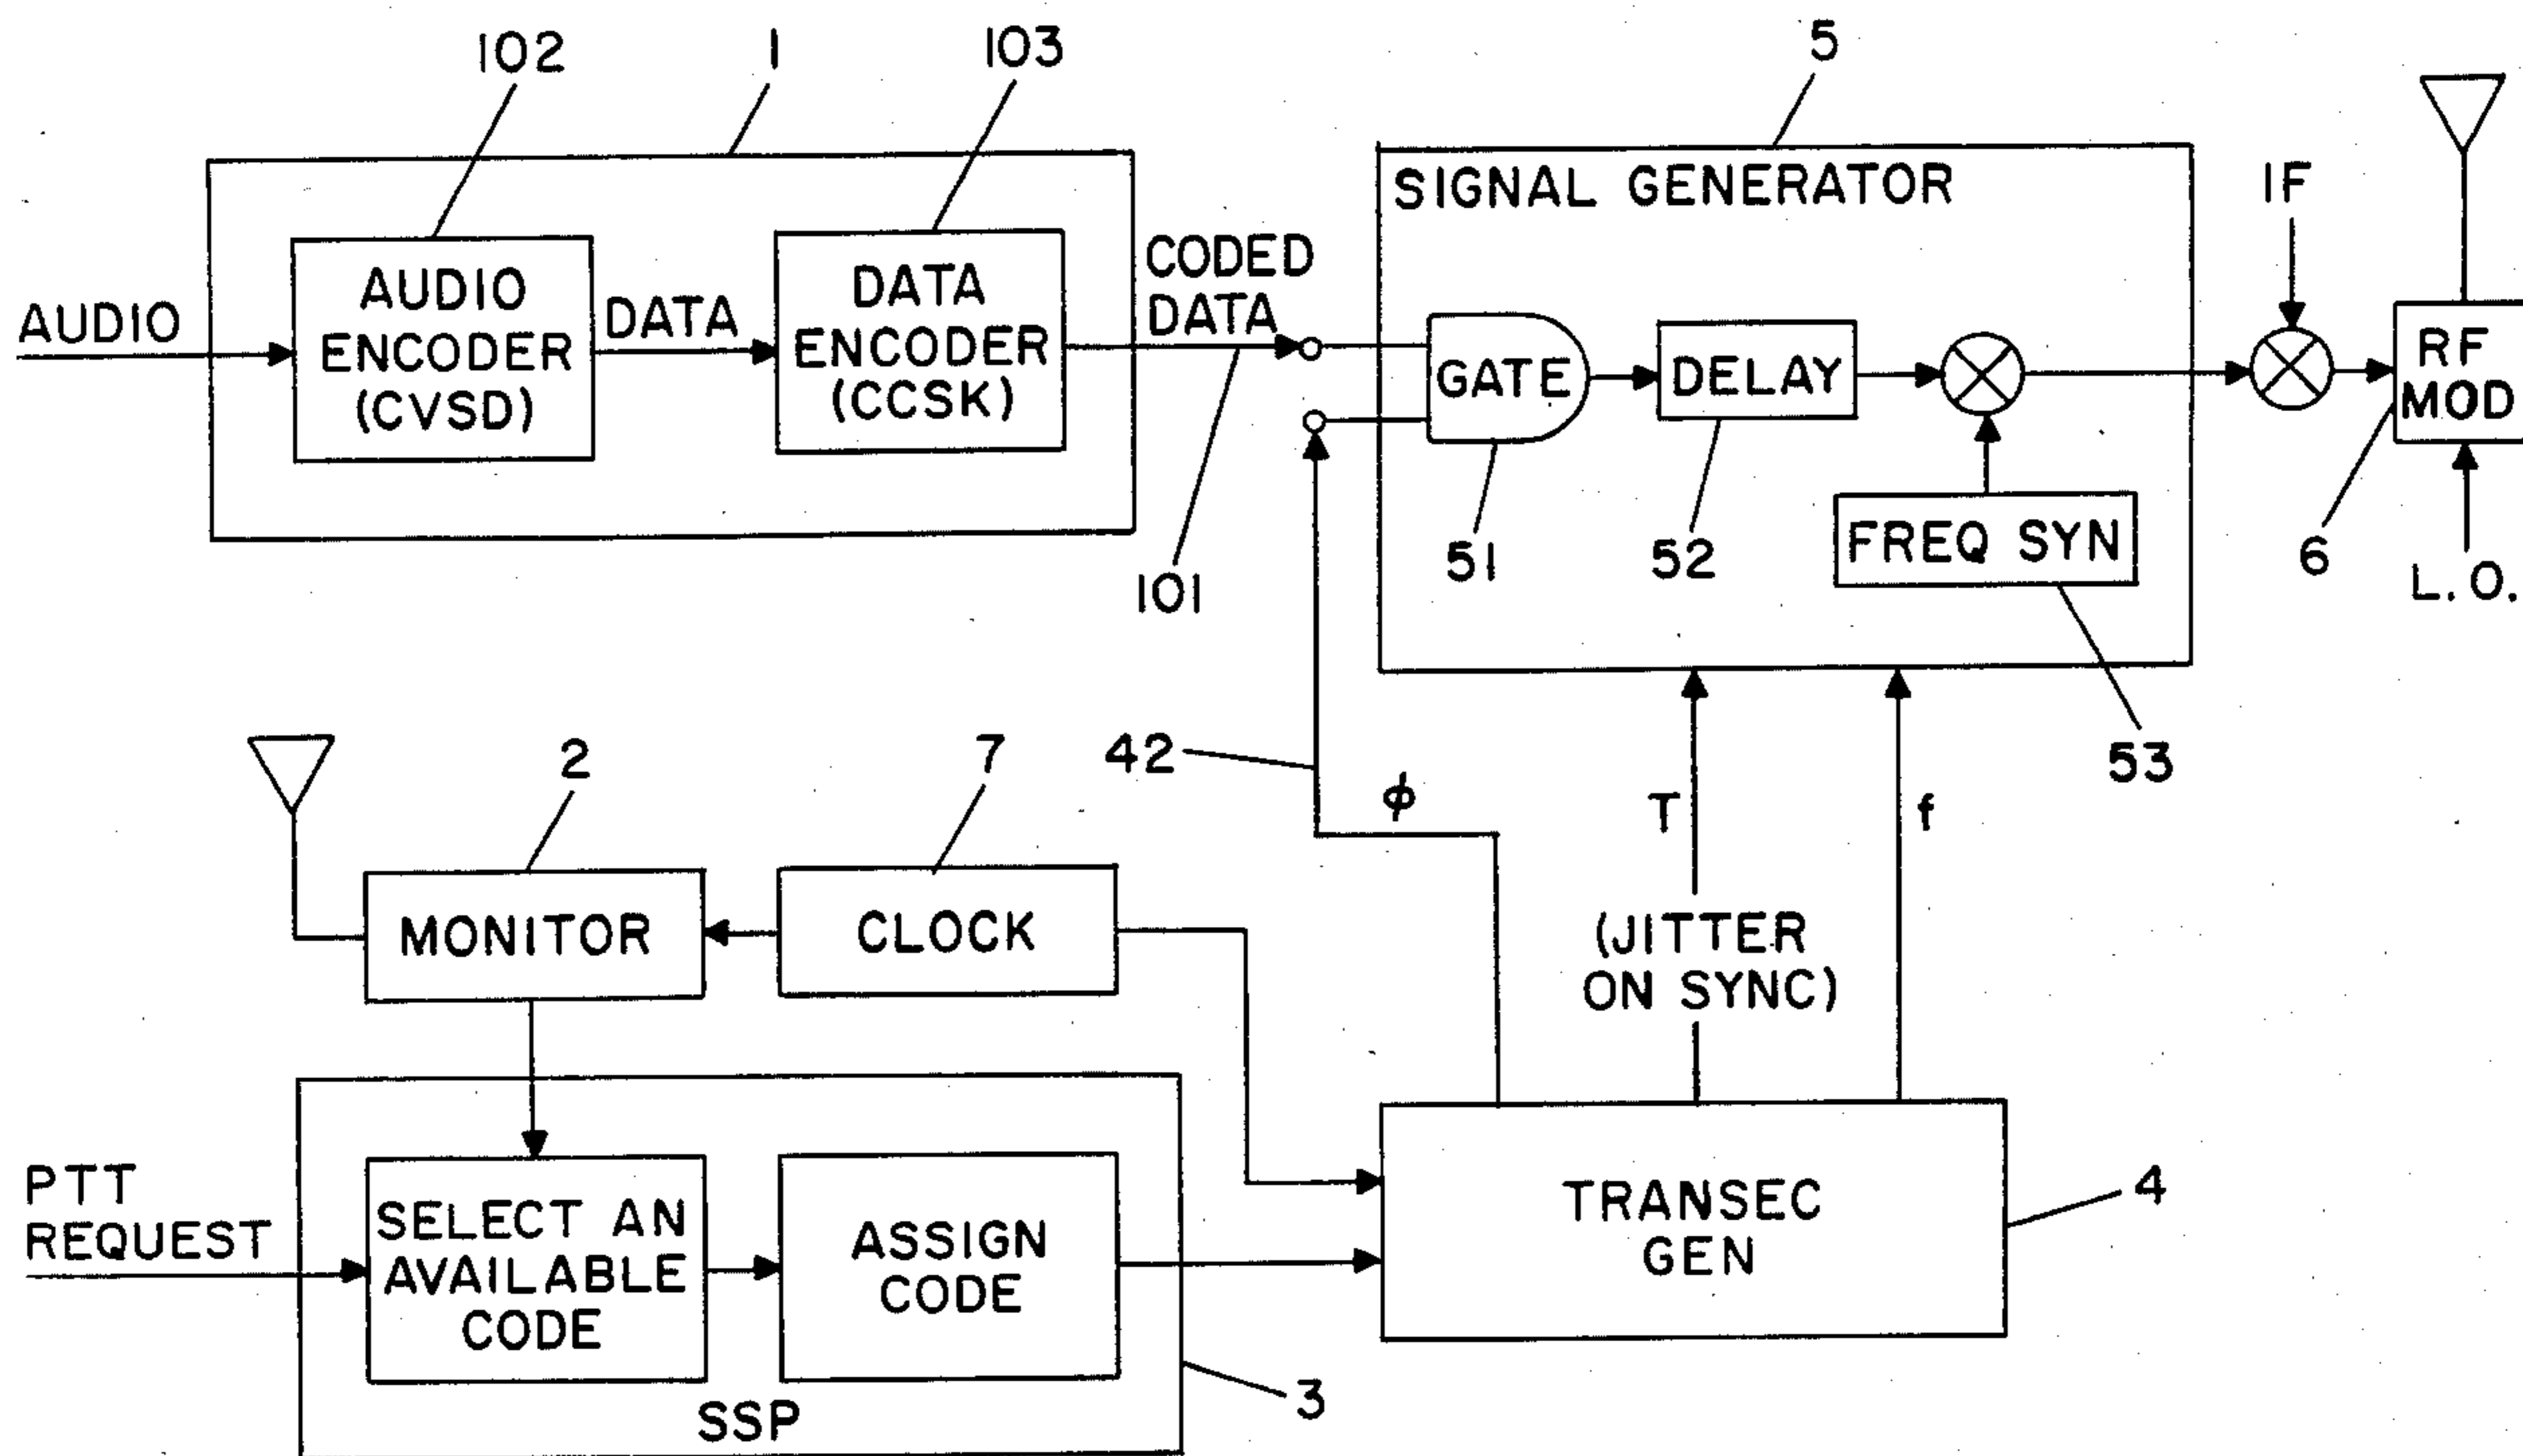 102
1
103
5
SIGNAL GENERATOR
IF
AUDIO
AUDIO
ENCODER
(CVSD)
DATA
DATA
ENCODER
(CCSK)
CODED
DATA
GATE
DELAY
RF
MOD
FREQ SYN
101
51
52
6
L.O.
53
2
7
42
ϕ
T
f
MONITOR
CLOCK
(JITTER
ON SYNC)
PTT
REQUEST
SELECT AN
AVAILABLE
CODE
ASSIGN
CODE
TRANSEC
GEN
4
SSP
3